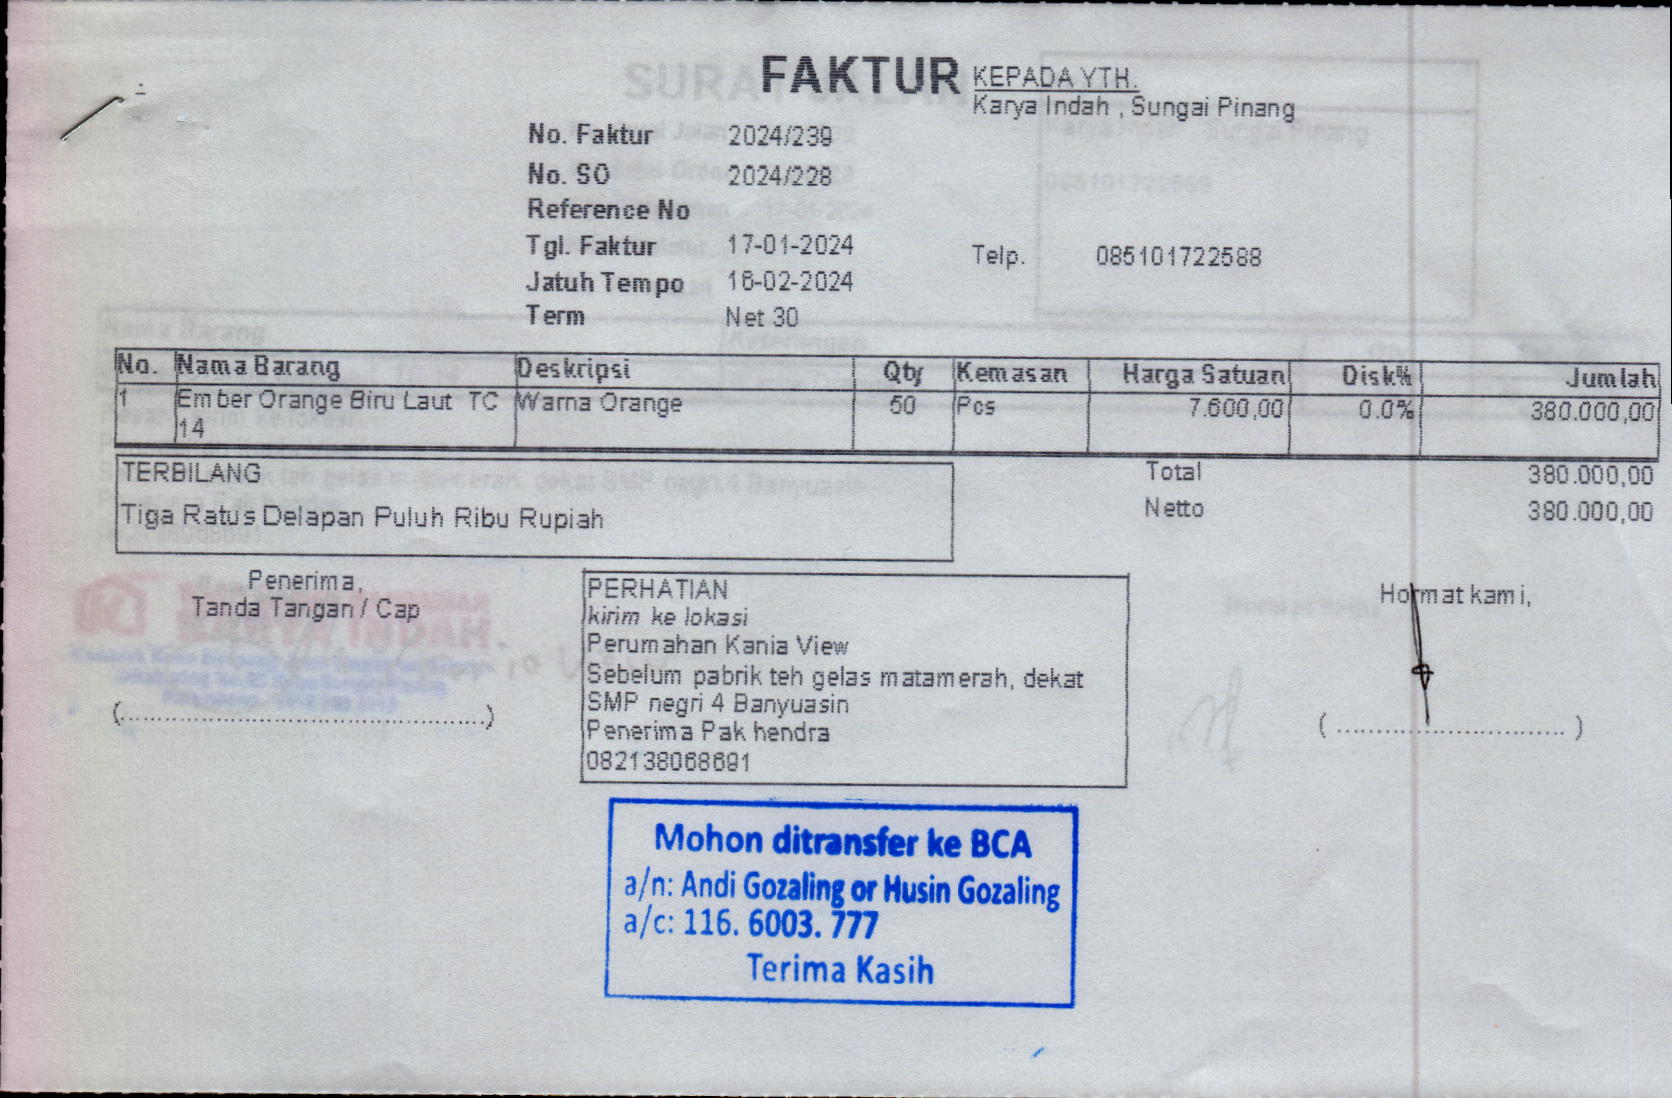 FAKTUR
KEPADA YTH.
Karya Indah , Sungai Pinang
No. Faktur 2024/239
No. SO 2024/228
Reference No
Tgl. Faktur 17-01-2024
Telp. 085101722588
Jatuh Tempo 16-02-2024
Term Net 30
No. Nama Barang Deskripsi Qty Kemasan Harga Satuan Disk% Jumlah
1 Ember Orange Biru Laut TC Warna Orange 50 Pcs 7.600,00 0.0% 380.000,00
14
TERBILANG
Tiga Ratus Delapan Puluh Ribu Rupiah
Total 380.000,00
Netto 380.000,00
Penerima,
Tanda Tangan / Cap
(.................................................)
PERHATIAN
kirim ke lokasi
Perumahan Kania View
Sebelum pabrik teh gelas matamerah, dekat
SMP negri 4 Banyuasin
Penerima Pak hendra
082138068691
Hormat kami,
( .............................. )
Mohon ditransfer ke BCA
a/n: Andi Gozaling or Husin Gozaling
a/c: 116. 6003. 777
Terima Kasih